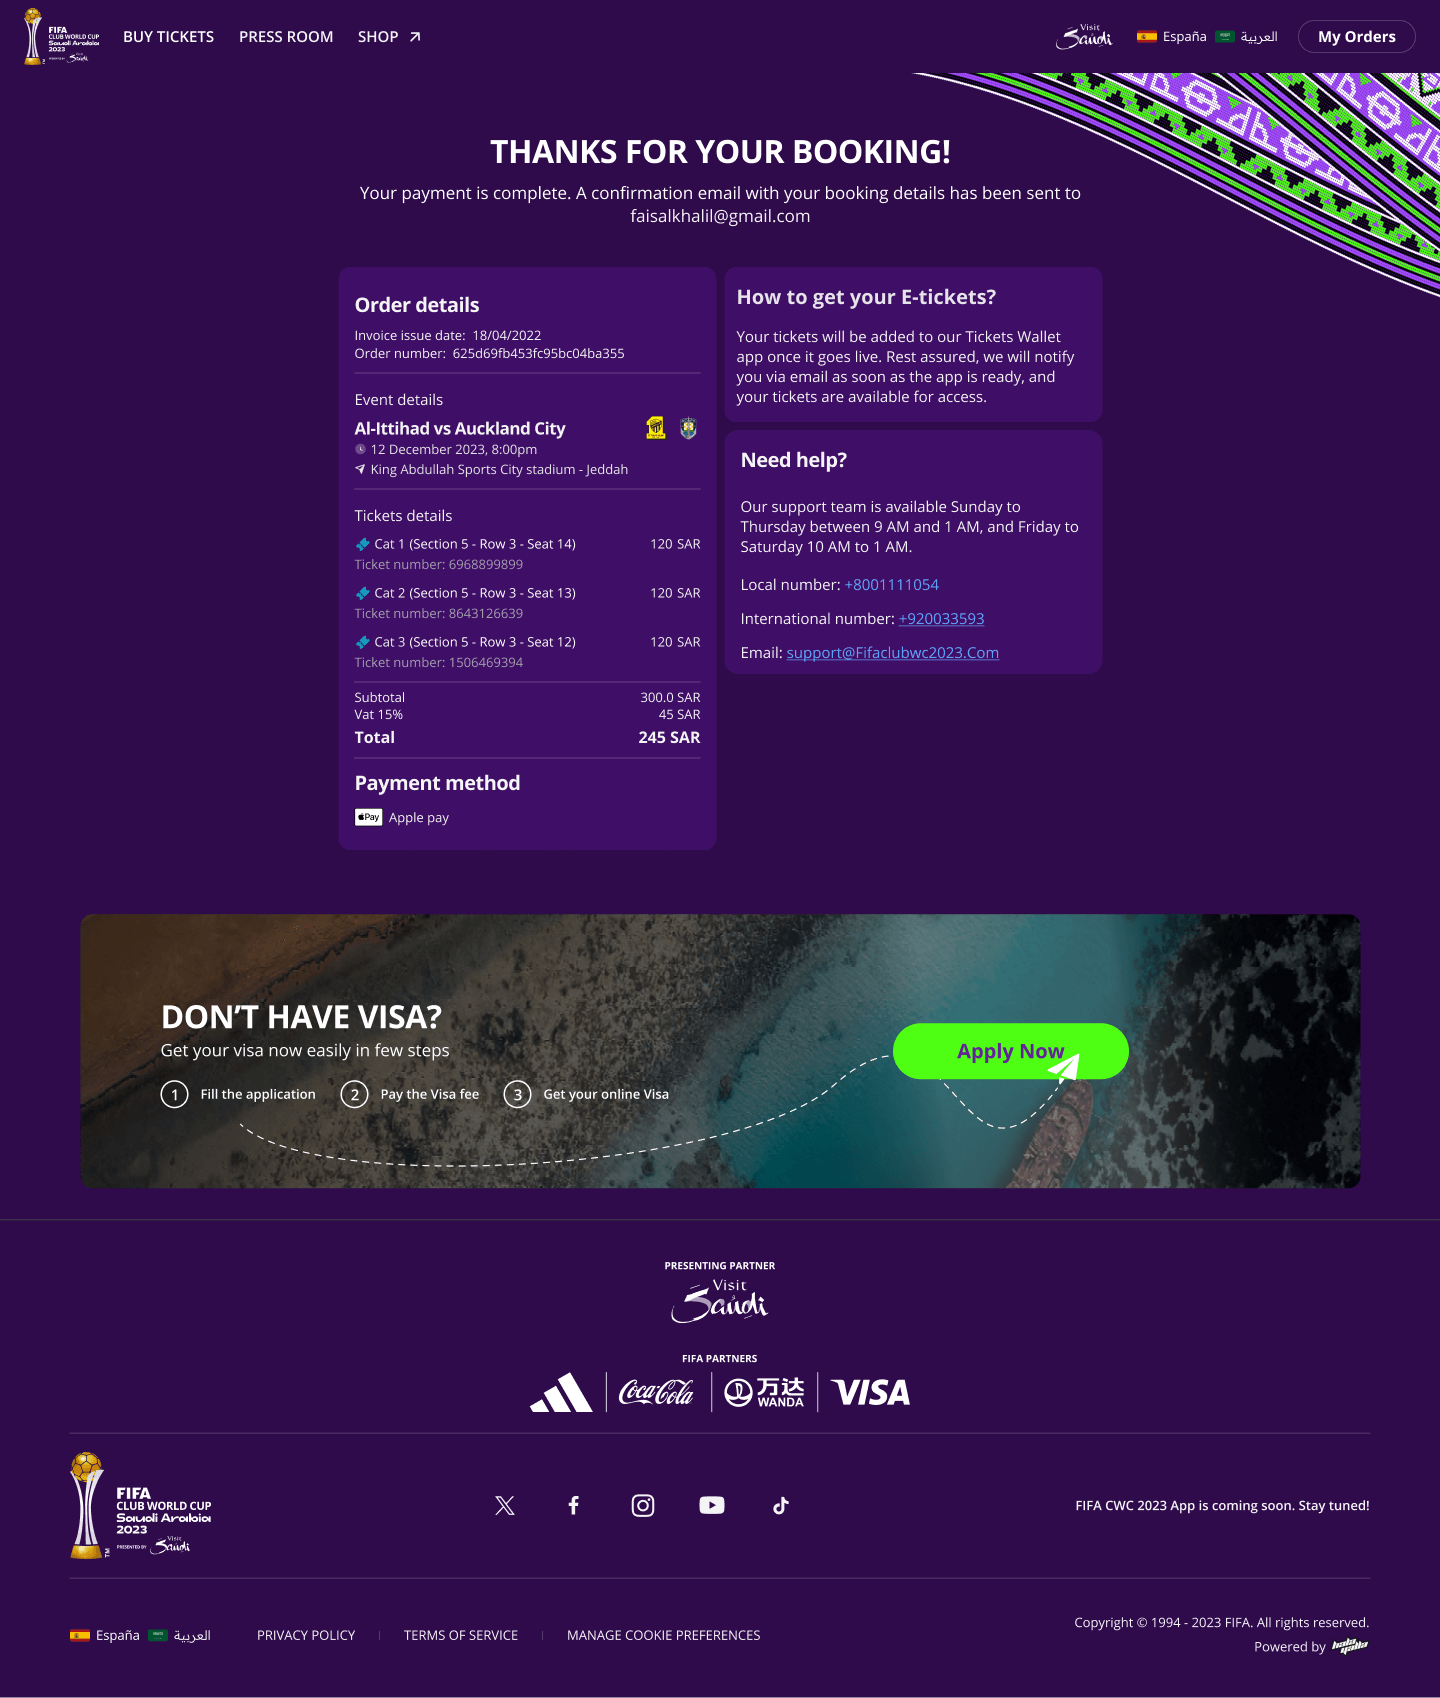 FIFA
CLUB WORLD CUP
Saudi Arabia
2023
PRESENTED BY Visit Saudi
BUY TICKETS
PRESS ROOM
SHOP
Visit Saudi
España
العربية
My Orders
THANKS FOR YOUR BOOKING!
Your payment is complete. A confirmation email with your booking details has been sent to
faisalkhalil@gmail.com
Order details
Invoice issue date: 18/04/2022
Order number: 625d69fb453fc95bc04ba355
Event details
Al-Ittihad vs Auckland City
12 December 2023, 8:00pm
King Abdullah Sports City stadium - Jeddah
Tickets details
Cat 1 (Section 5 - Row 3 - Seat 14) 120 SAR
Ticket number: 6968899899
Cat 2 (Section 5 - Row 3 - Seat 13) 120 SAR
Ticket number: 8643126639
Cat 3 (Section 5 - Row 3 - Seat 12) 120 SAR
Ticket number: 1506469394
Subtotal 300.0 SAR
Vat 15% 45 SAR
Total 245 SAR
Payment method
Pay Apple pay
How to get your E-tickets?
Your tickets will be added to our Tickets Wallet
app once it goes live. Rest assured, we will notify
you via email as soon as the app is ready, and
your tickets are available for access.
Need help?
Our support team is available Sunday to
Thursday between 9 AM and 1 AM, and Friday to
Saturday 10 AM to 1 AM.
Local number: +8001111054
International number: +920033593
Email: support@Fifaclubwc2023.Com
DON’T HAVE VISA?
Get your visa now easily in few steps
1 Fill the application
2 Pay the Visa fee
3 Get your online Visa
Apply Now
PRESENTING PARTNER
Visit Saudi
FIFA PARTNERS
Coca-Cola
万达
WANDA
VISA
FIFA
CLUB WORLD CUP
Saudi Arabia
2023
PRESENTED BY Visit Saudi
TM
FIFA CWC 2023 App is coming soon. Stay tuned!
España
العربية
PRIVACY POLICY
TERMS OF SERVICE
MANAGE COOKIE PREFERENCES
Copyright © 1994 - 2023 FIFA. All rights reserved.
Powered by hala yalla